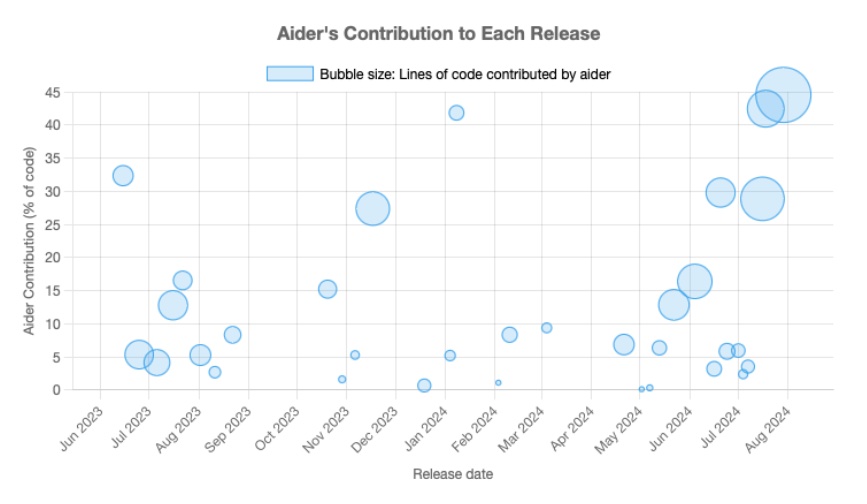 Aider's Contribution to Each Release
Bubble size: Lines of code contributed by aider
Aider Contribution (% of code)
45
40
35
30
25
20
15
10
5
0
Jun 2023
Jul 2023
Aug 2023
Sep 2023
Oct 2023
Nov 2023
Dec 2023
Jan 2024
Feb 2024
Mar 2024
Apr 2024
May 2024
Jun 2024
Jul 2024
Aug 2024
Release date